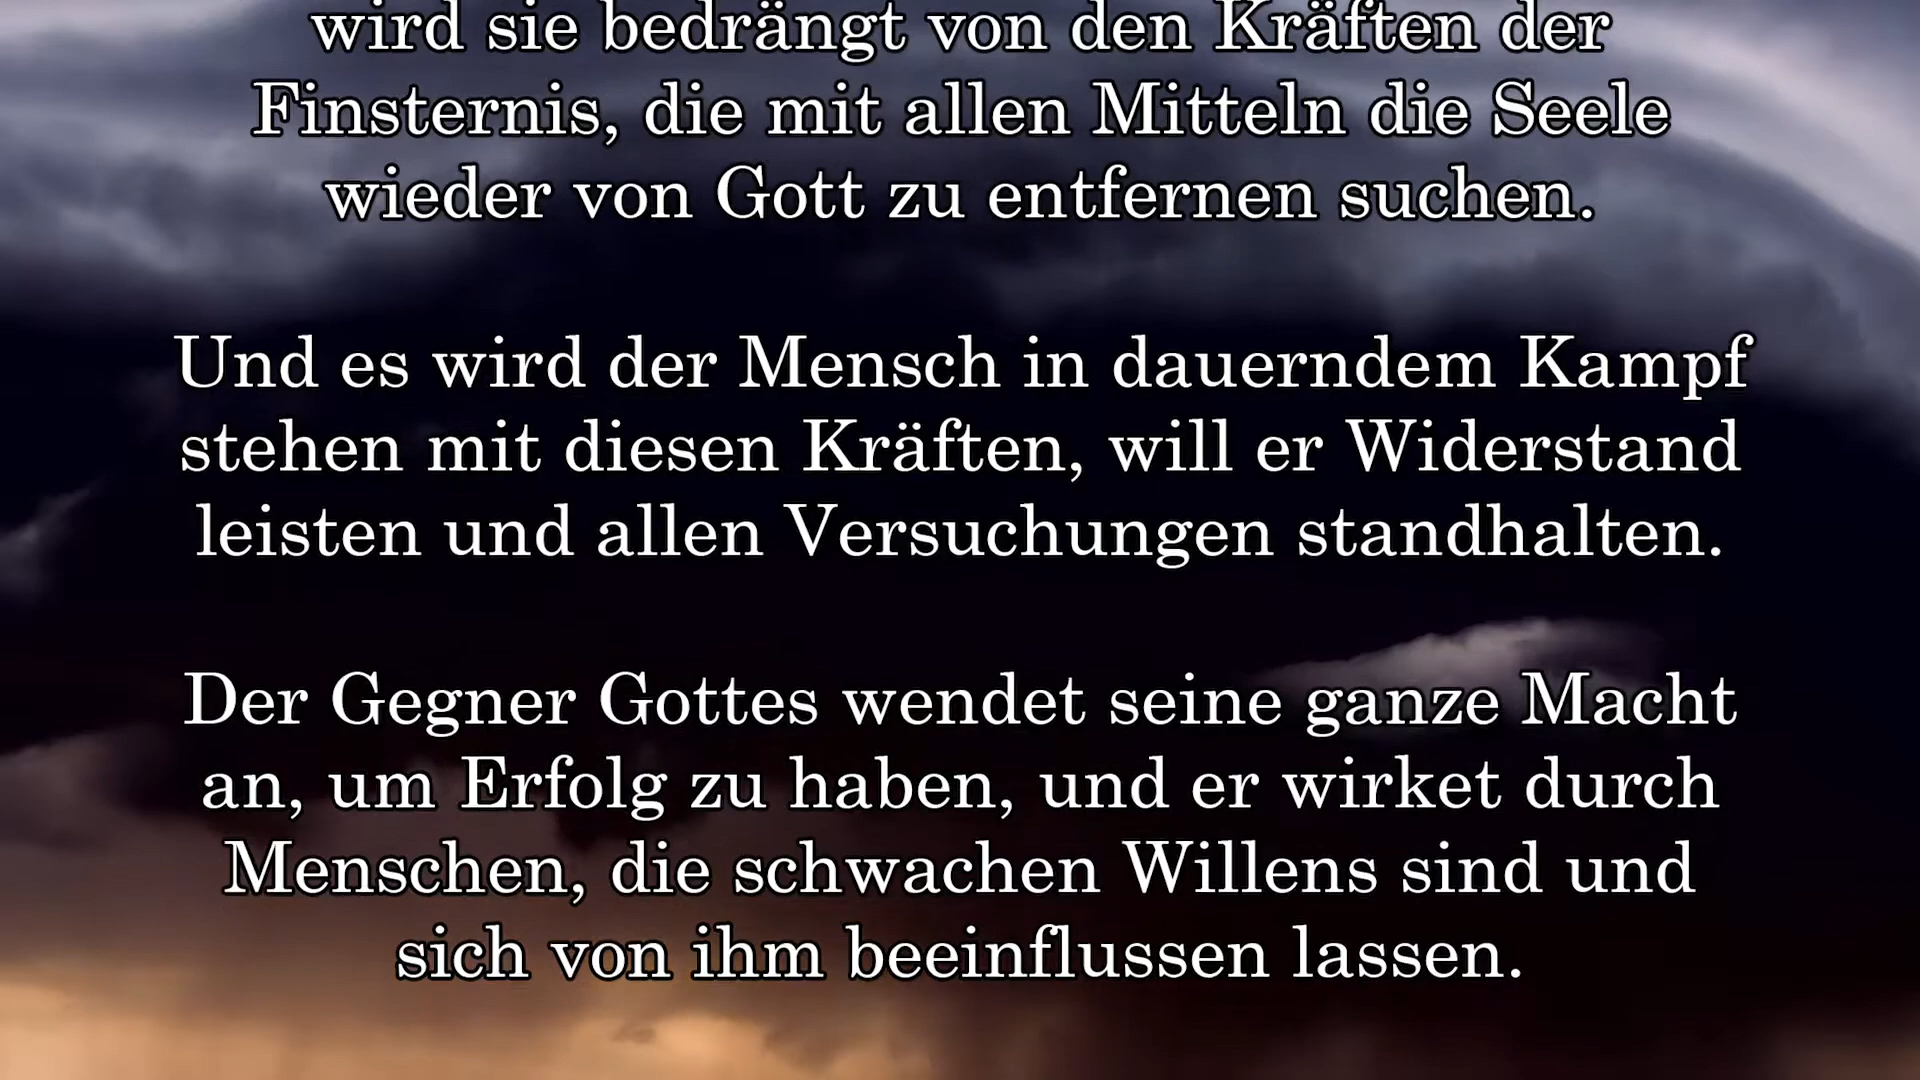 wird sie bedrängt von den Kräften der
Finsternis, die mit allen Mitteln die Seele
wieder von Gott zu entfernen suchen.
Und es wird der Mensch in dauerndem Kampf
stehen mit diesen Kräften, will er Widerstand
leisten und allen Versuchungen standhalten.
Der Gegner Gottes wendet seine ganze Macht
an, um Erfolg zu haben, und er wirket durch
Menschen, die schwachen Willens sind und
sich von ihm beeinflussen lassen.